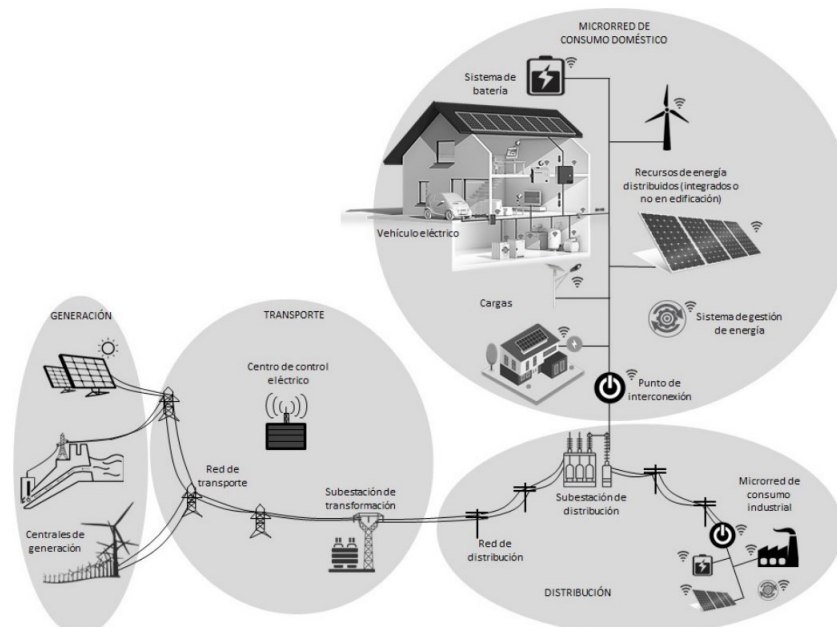 MICRORRED DE
CONSUMO DOMÉSTICO
Sistema de
batería
Recursos de energía
distribuidos (integrados o
no en edificación)
Vehículo eléctrico
Cargas
Sistema de gestión
de energía
Punto de
interconexión
GENERACIÓN
TRANSPORTE
Centro de control
eléctrico
Red de
transporte
Subestación de
transformación
Centrales de
generación
Subestación de
distribución
Microrred de
consumo
industrial
Red de
distribución
DISTRIBUCIÓN